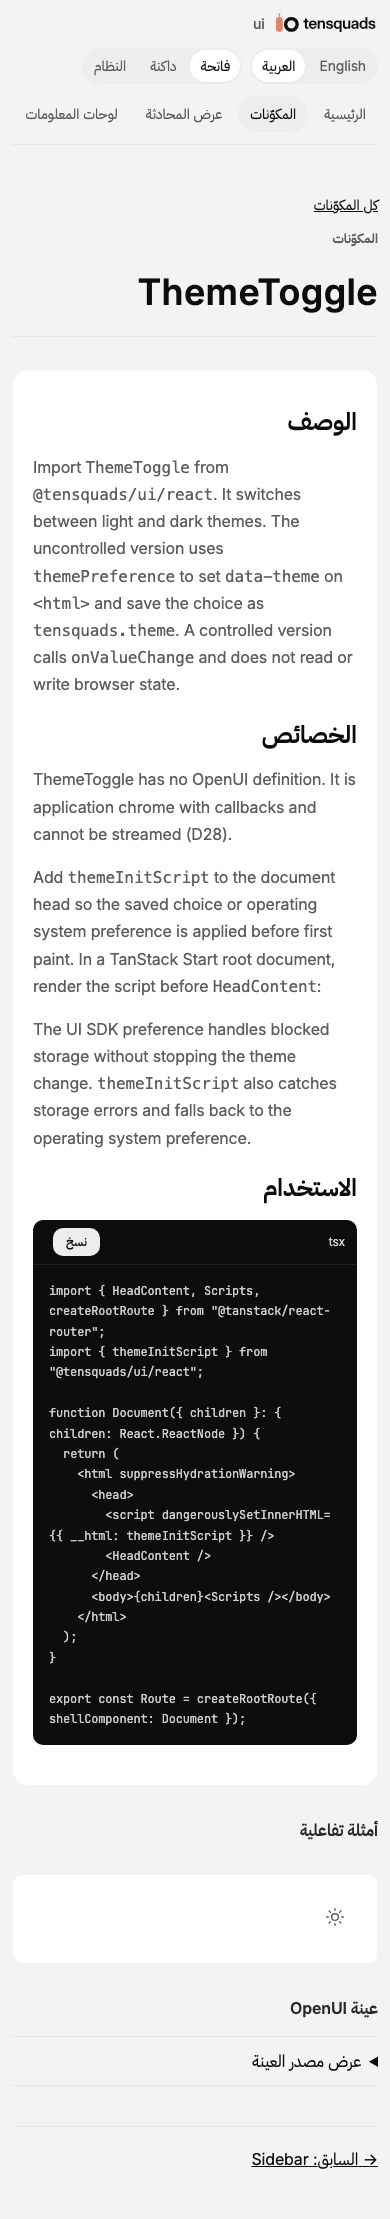 tensquads ui
English العربية فاتحة داكنة النظام
الرئيسية المكوّنات عرض المحادثة لوحات المعلومات
كل المكوّنات
المكوّنات
ThemeToggle
الوصف
Import ThemeToggle from
@tensquads/ui/react. It switches
between light and dark themes. The
uncontrolled version uses
themePreference to set data-theme on
<html> and save the choice as
tensquads.theme. A controlled version
calls onValueChange and does not read or
write browser state.
الخصائص
ThemeToggle has no OpenUI definition. It is
application chrome with callbacks and
cannot be streamed (D28).
Add themeInitScript to the document
head so the saved choice or operating
system preference is applied before first
paint. In a TanStack Start root document,
render the script before HeadContent:
The UI SDK preference handles blocked
storage without stopping the theme
change. themeInitScript also catches
storage errors and falls back to the
operating system preference.
الاستخدام
tsx نسخ
import { HeadContent, Scripts,
createRootRoute } from "@tanstack/react-
router";
import { themeInitScript } from
"@tensquads/ui/react";
function Document({ children }: {
children: React.ReactNode }) {
  return (
    <html suppressHydrationWarning>
      <head>
        <script dangerouslySetInnerHTML=
{{ __html: themeInitScript }} />
        <HeadContent />
      </head>
      <body>{children}<Scripts /></body>
    </html>
  );
}
export const Route = createRootRoute({
shellComponent: Document });
أمثلة تفاعلية
عينة OpenUI
عرض مصدر العينة
→ السابق: Sidebar